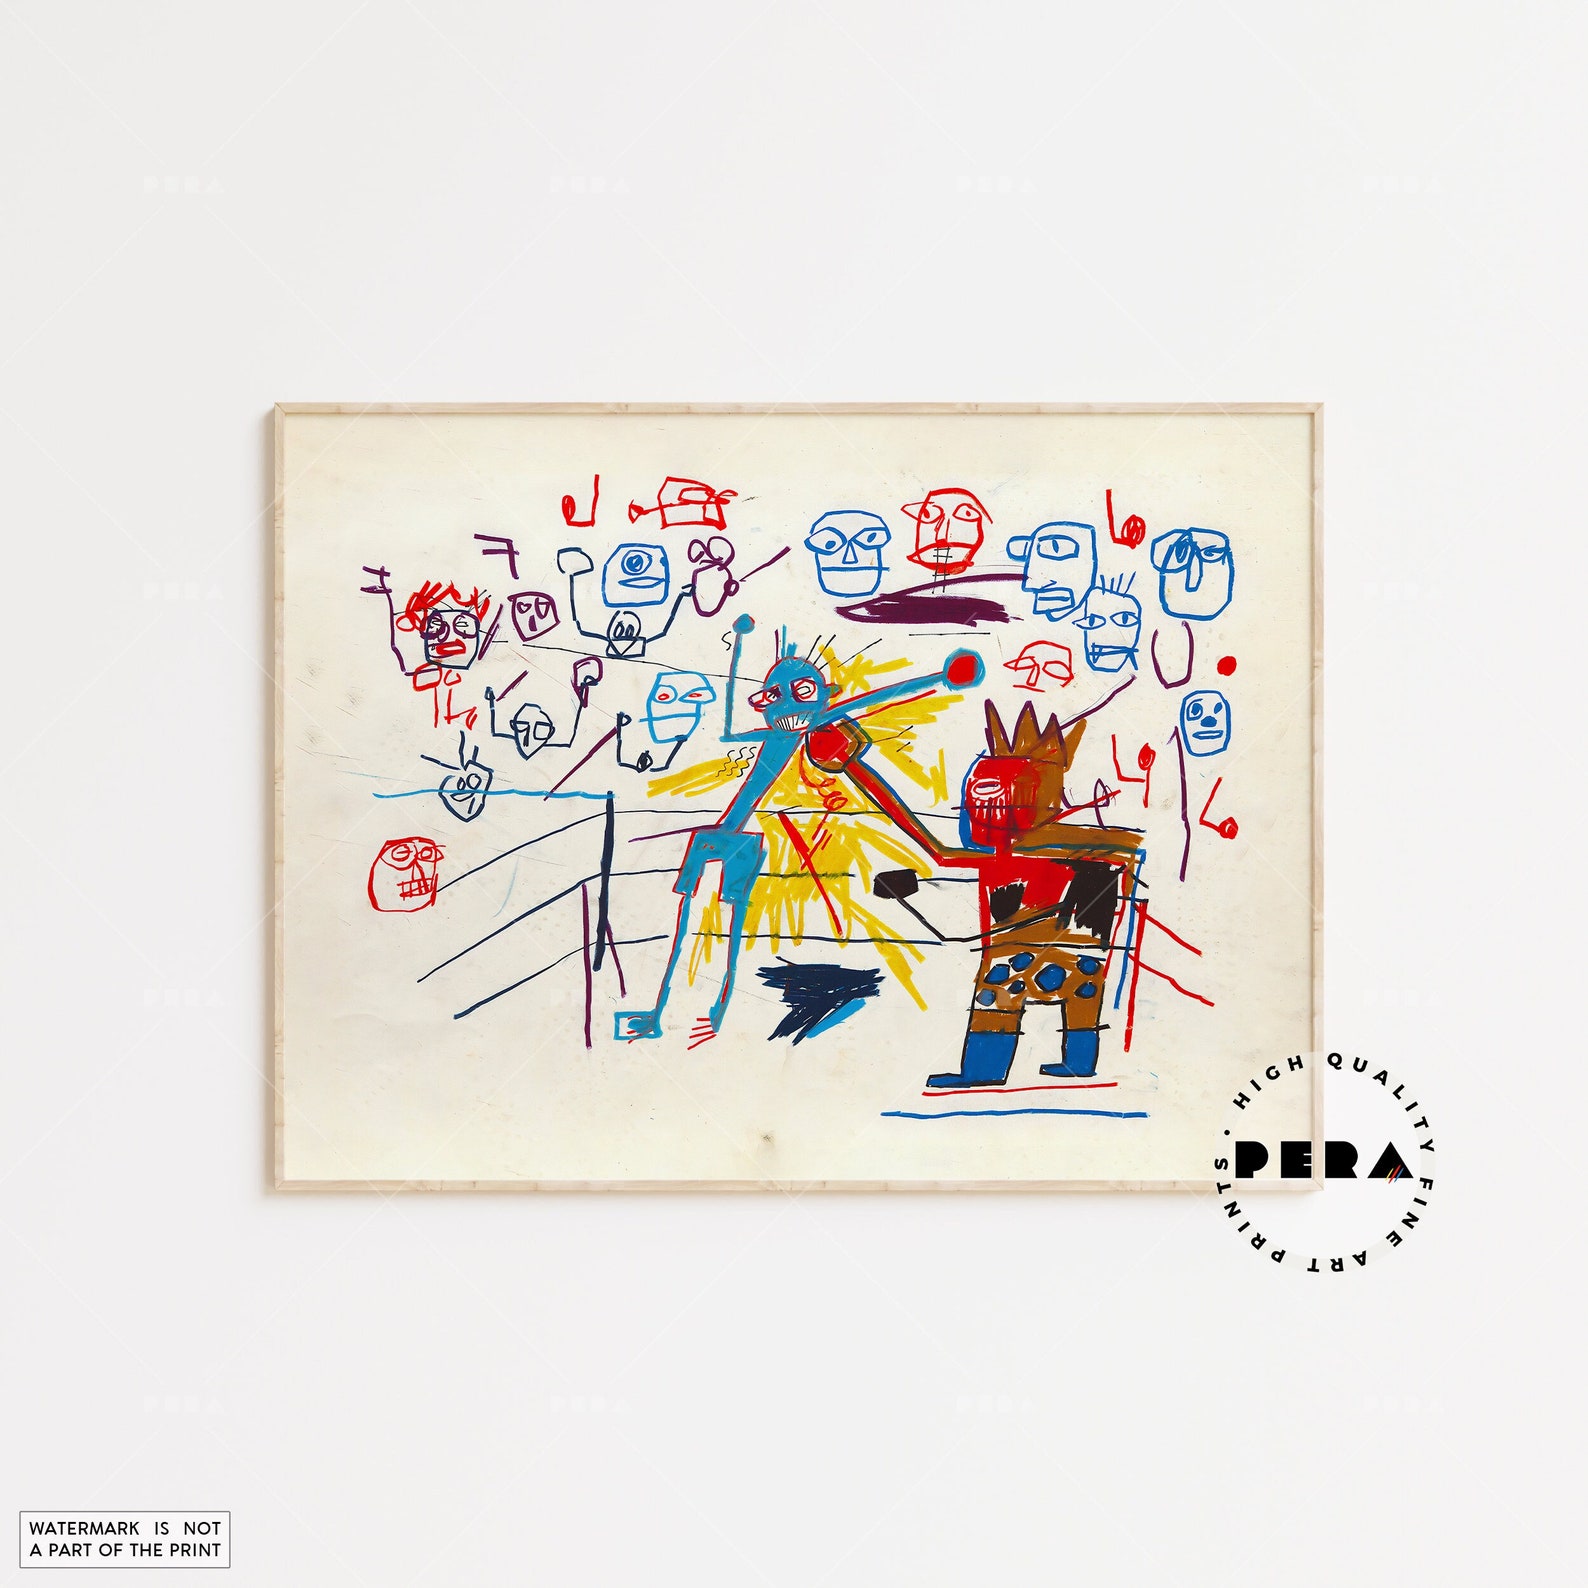 HIGH QUALITY FINE ART PRINTS •
PERA
WATERMARK IS NOT
A PART OF THE PRINT